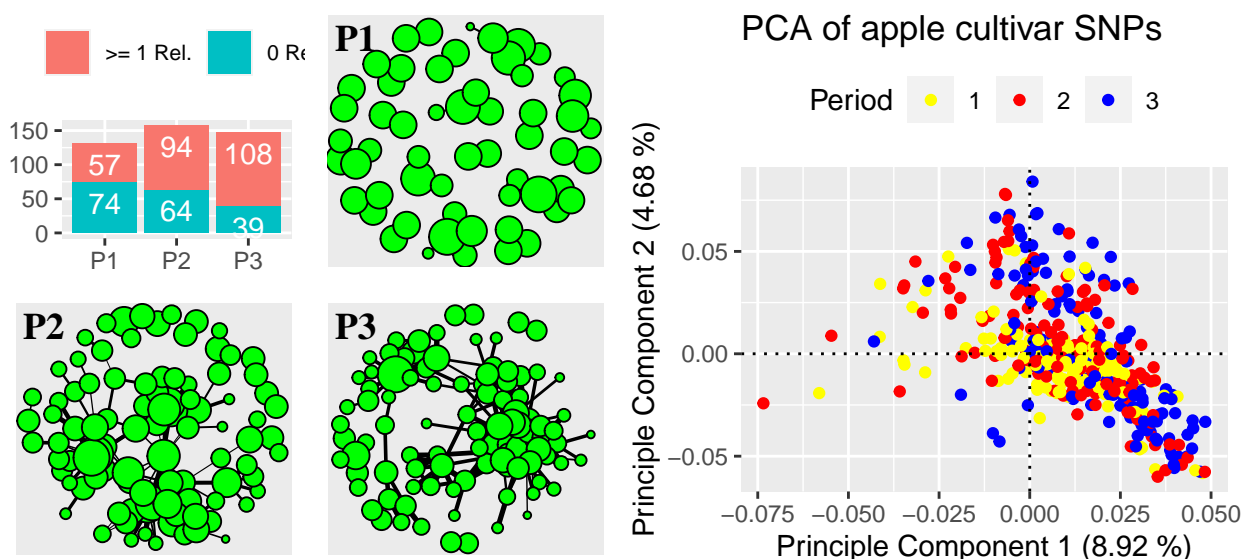 >= 1 Rel. 0 Re
150
100
50
0
57 94 108
74 64 39
P1 P2 P3
P1
P2
P3
PCA of apple cultivar SNPs
Period 1 2 3
Principle Component 2 (4.68 %)
0.05
0.00
−0.05
−0.075 −0.050 −0.025 0.000 0.025 0.050
Principle Component 1 (8.92 %)